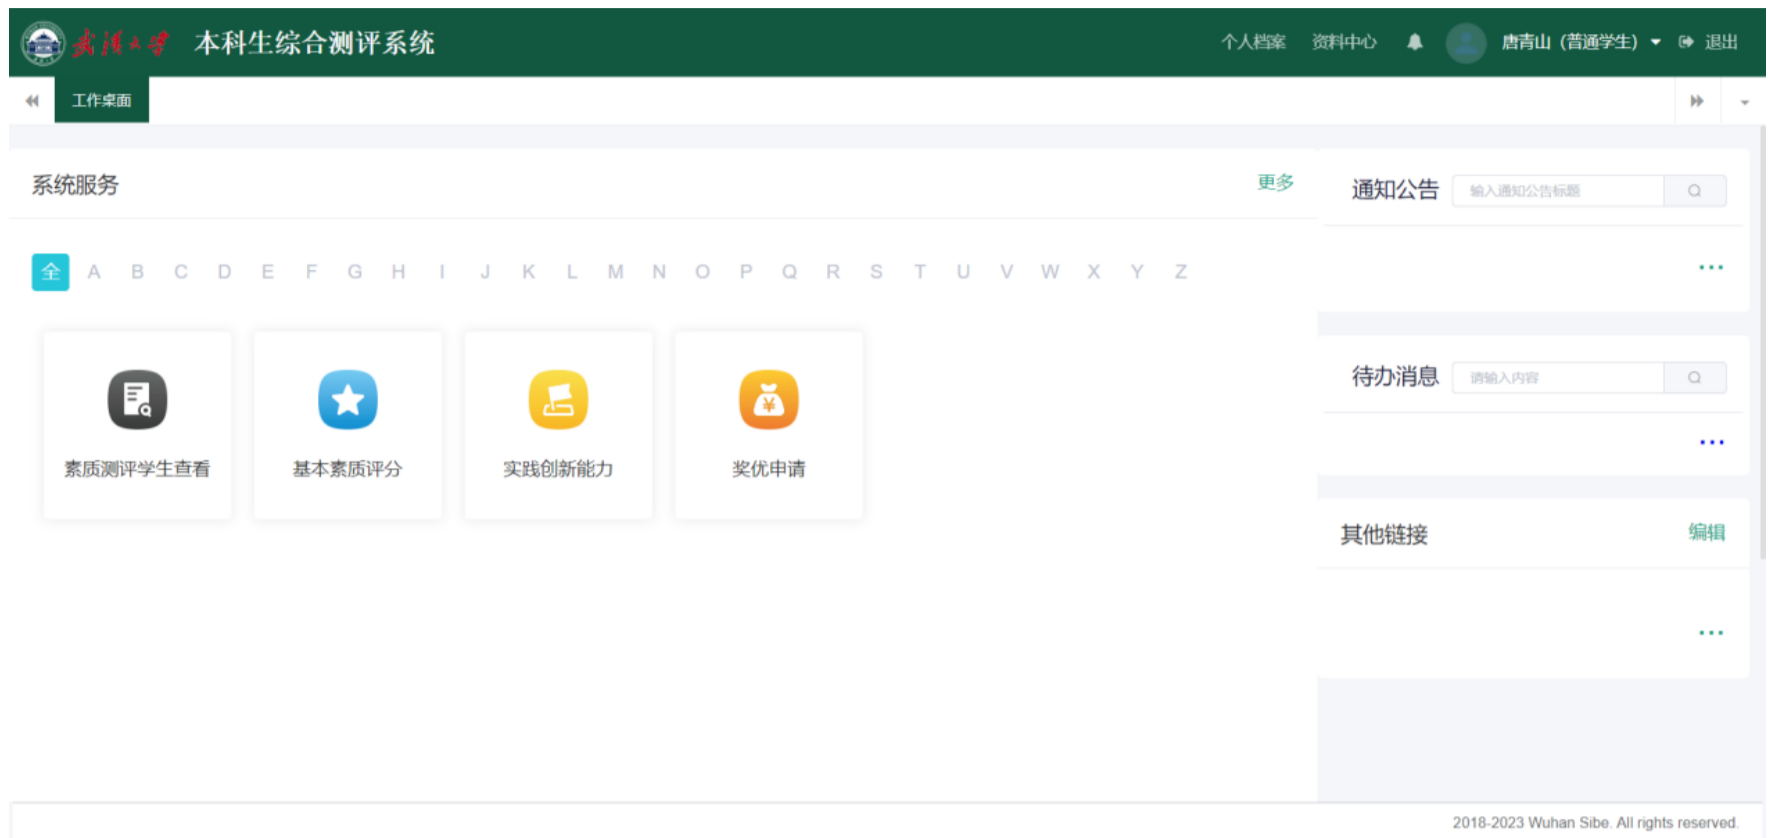 武汉大学 本科生综合测评系统 个人档案 资料中心 唐青山（普通学生） 退出
工作桌面
系统服务 更多
全 A B C D E F G H I J K L M N O P Q R S T U V W X Y Z
素质测评学生查看 基本素质评分 实践创新能力 奖优申请
通知公告 输入通知公告标题
...
待办消息 请输入内容
...
其他链接 编辑
...
2018-2023 Wuhan Sibe. All rights reserved.